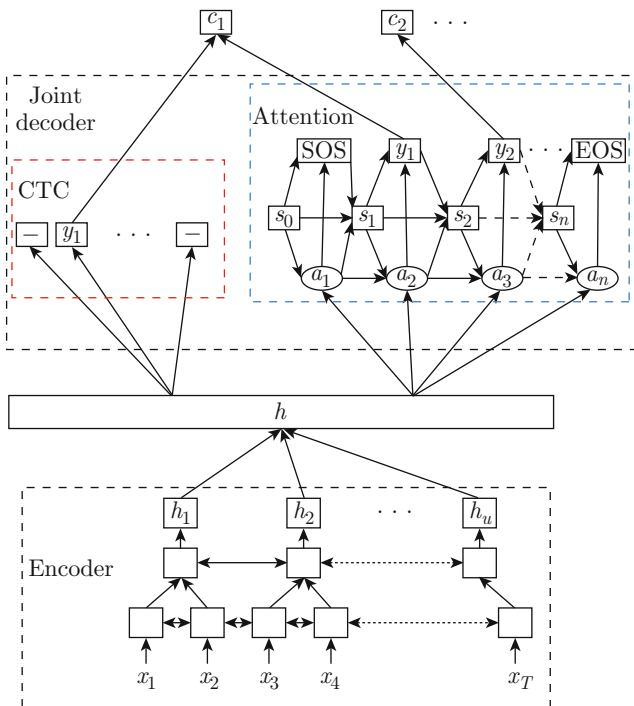 c₁ c₂ · · ·
Joint
decoder
Attention
SOS y₁ y₂ · · · EOS
CTC
– y₁ · · · –
s₀ s₁ s₂ sₙ
a₁ a₂ a₃ aₙ
h
h₁ h₂ · · · hᵤ
Encoder
x₁ x₂ x₃ x₄ x_T